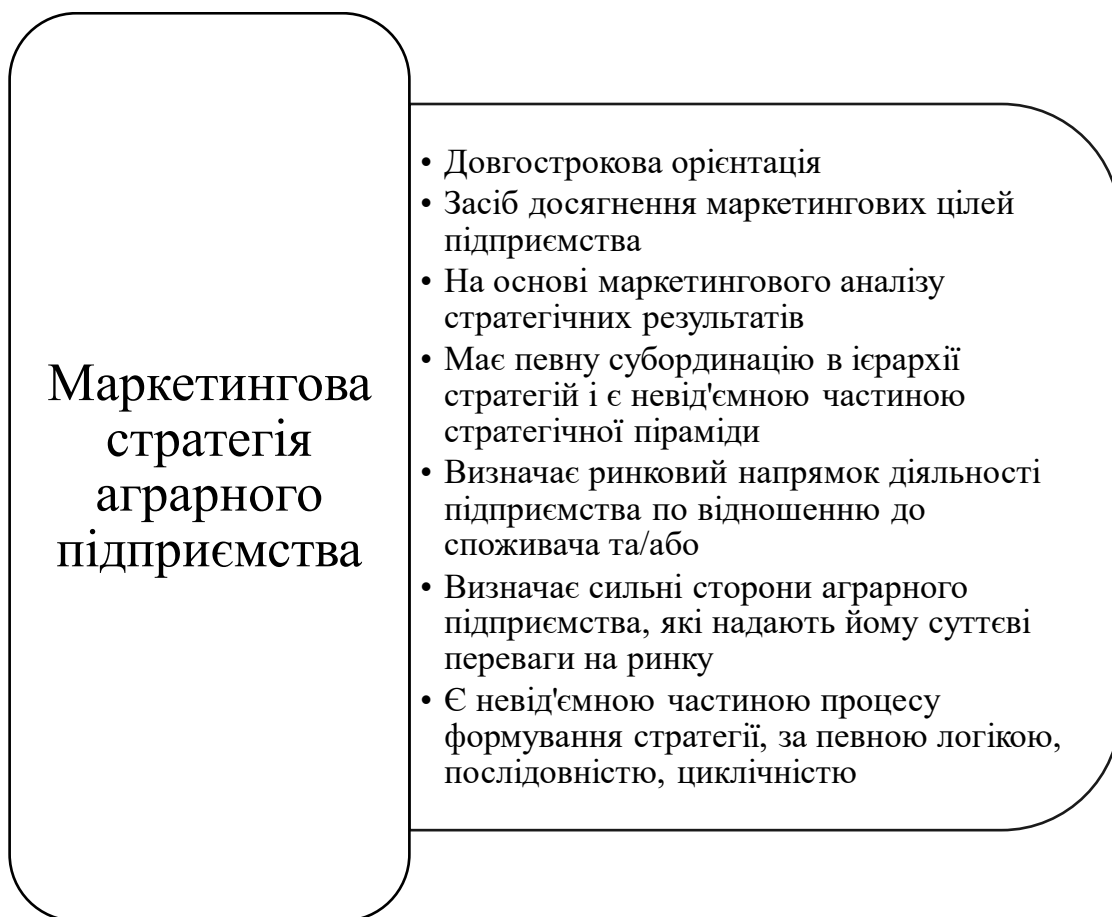 Маркетингова
стратегія
аграрного
підприємства
• Довгострокова орієнтація
• Засіб досягнення маркетингових цілей
підприємства
• На основі маркетингового аналізу
стратегічних результатів
• Має певну субординацію в ієрархії
стратегій і є невід'ємною частиною
стратегічної піраміди
• Визначає ринковий напрямок діяльності
підприємства по відношенню до
споживача та/або
• Визначає сильні сторони аграрного
підприємства, які надають йому суттєві
переваги на ринку
• Є невід'ємною частиною процесу
формування стратегії, за певною логікою,
послідовністю, циклічністю